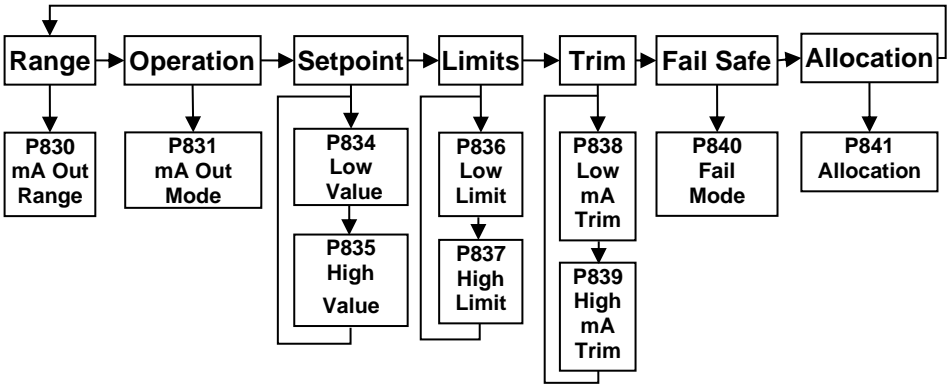 Range
Operation
Setpoint
Limits
Trim
Fail Safe
Allocation
P830
mA Out
Range
P831
mA Out
Mode
P834
Low
Value
P835
High
Value
P836
Low
Limit
P837
High
Limit
P838
Low
mA
Trim
P839
High
mA
Trim
P840
Fail
Mode
P841
Allocation